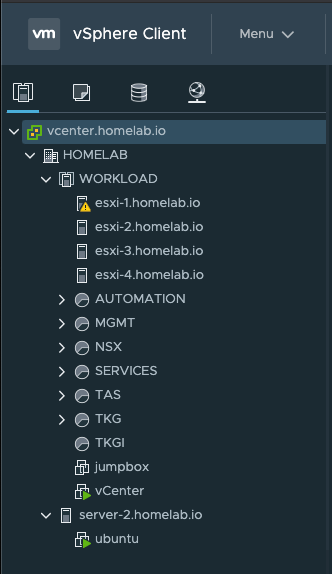 vm vSphere Client Menu
vcenter.homelab.io
HOMELAB
WORKLOAD
esxi-1.homelab.io
esxi-2.homelab.io
esxi-3.homelab.io
esxi-4.homelab.io
AUTOMATION
MGMT
NSX
SERVICES
TAS
TKG
TKGI
jumpbox
vCenter
server-2.homelab.io
ubuntu